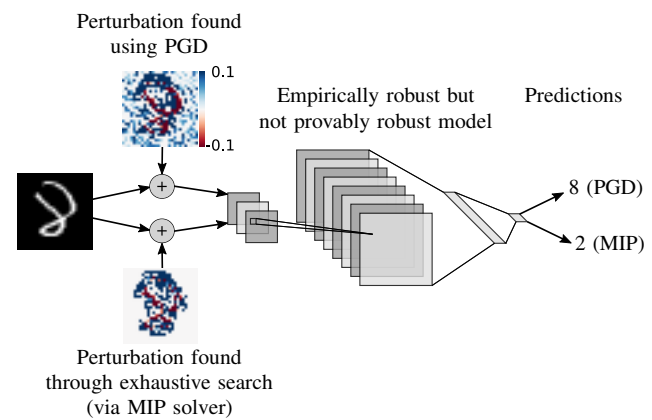 Perturbation found
using PGD
0.1
-0.1
Empirically robust but
not provably robust model
Predictions
+
+
8 (PGD)
2 (MIP)
Perturbation found
through exhaustive search
(via MIP solver)